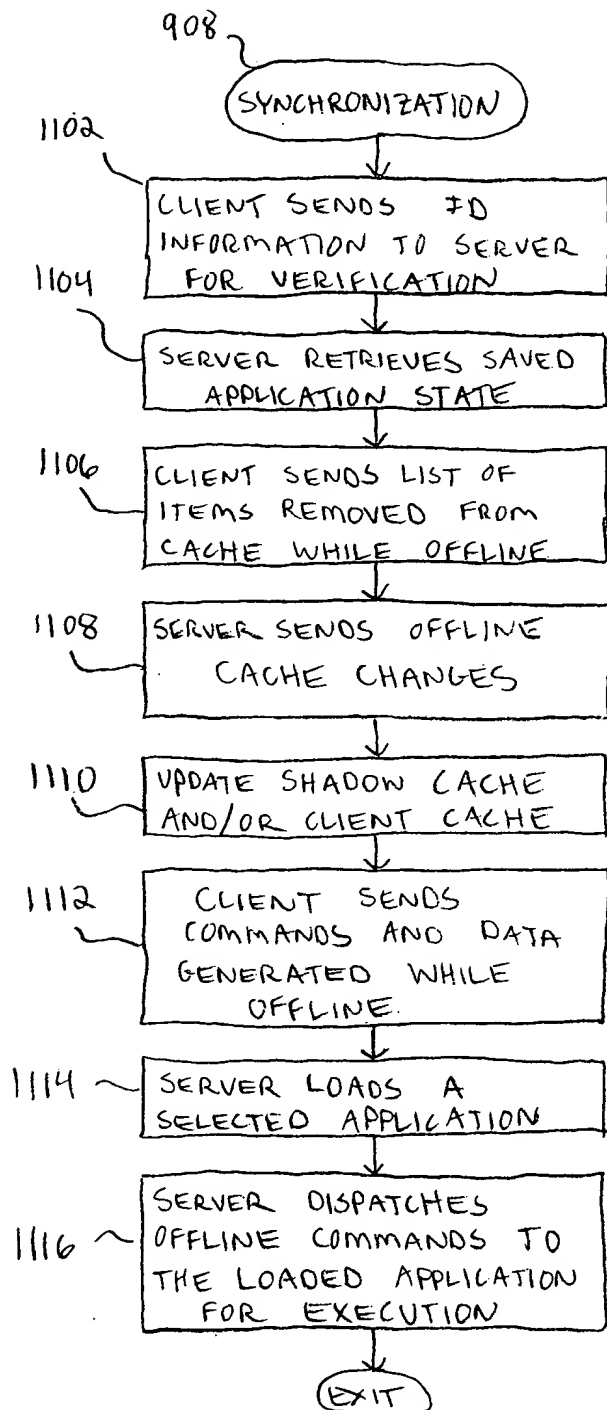 908
SYNCHRONIZATION
1102
CLIENT SENDS ID
INFORMATION TO SERVER
FOR VERIFICATION
1104
SERVER RETRIEVES SAVED
APPLICATION STATE
1106
CLIENT SENDS LIST OF
ITEMS REMOVED FROM
CACHE WHILE OFFLINE
1108
SERVER SENDS OFFLINE
CACHE CHANGES
1110
UPDATE SHADOW CACHE
AND/OR CLIENT CACHE
1112
CLIENT SENDS
COMMANDS AND DATA
GENERATED WHILE
OFFLINE.
1114
SERVER LOADS A
SELECTED APPLICATION
1116
SERVER DISPATCHES
OFFLINE COMMANDS TO
THE LOADED APPLICATION
FOR EXECUTION
EXIT